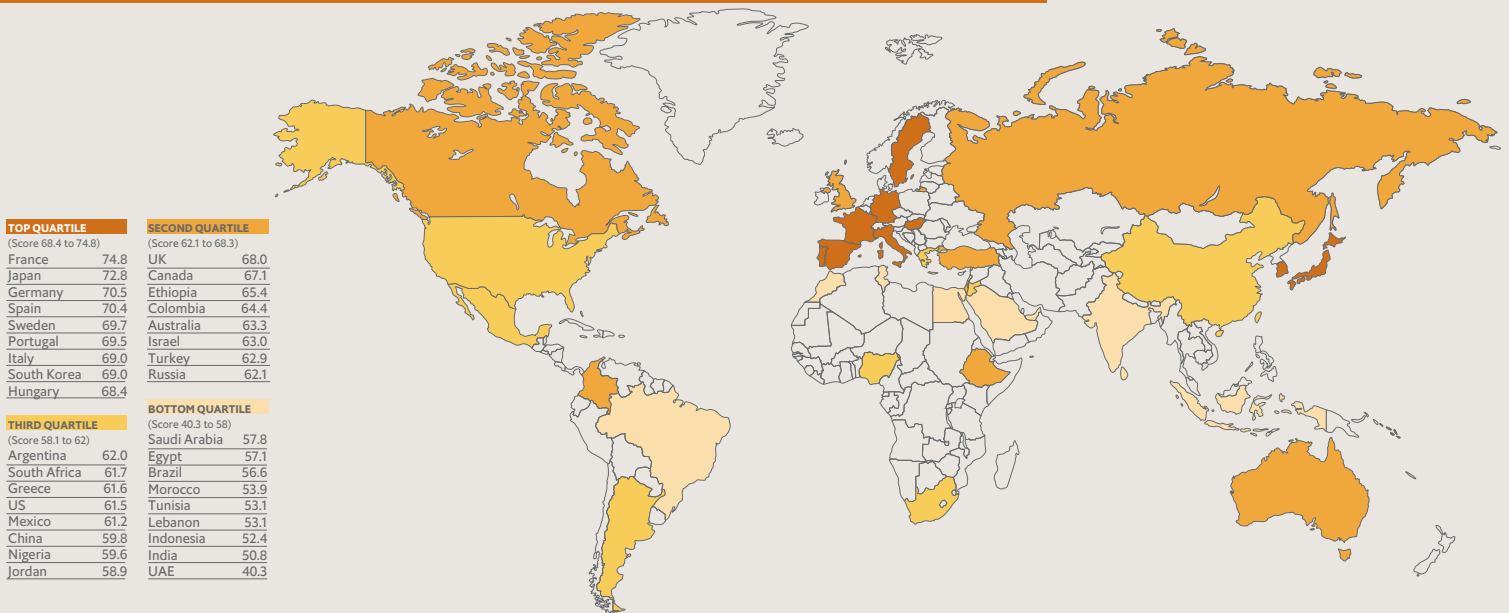 TOP QUARTILE
(Score 68.4 to 74.8)
France 74.8
Japan 72.8
Germany 70.5
Spain 70.4
Sweden 69.7
Portugal 69.5
Italy 69.0
South Korea 69.0
Hungary 68.4
SECOND QUARTILE
(Score 62.1 to 68.3)
UK 68.0
Canada 67.1
Ethiopia 65.4
Colombia 64.4
Australia 63.3
Israel 63.0
Turkey 62.9
Russia 62.1
THIRD QUARTILE
(Score 58.1 to 62)
Argentina 62.0
South Africa 61.7
Greece 61.6
US 61.5
Mexico 61.2
China 59.8
Nigeria 59.6
Jordan 58.9
BOTTOM QUARTILE
(Score 40.3 to 58)
Saudi Arabia 57.8
Egypt 57.1
Brazil 56.6
Morocco 53.9
Tunisia 53.1
Lebanon 53.1
Indonesia 52.4
India 50.8
UAE 40.3